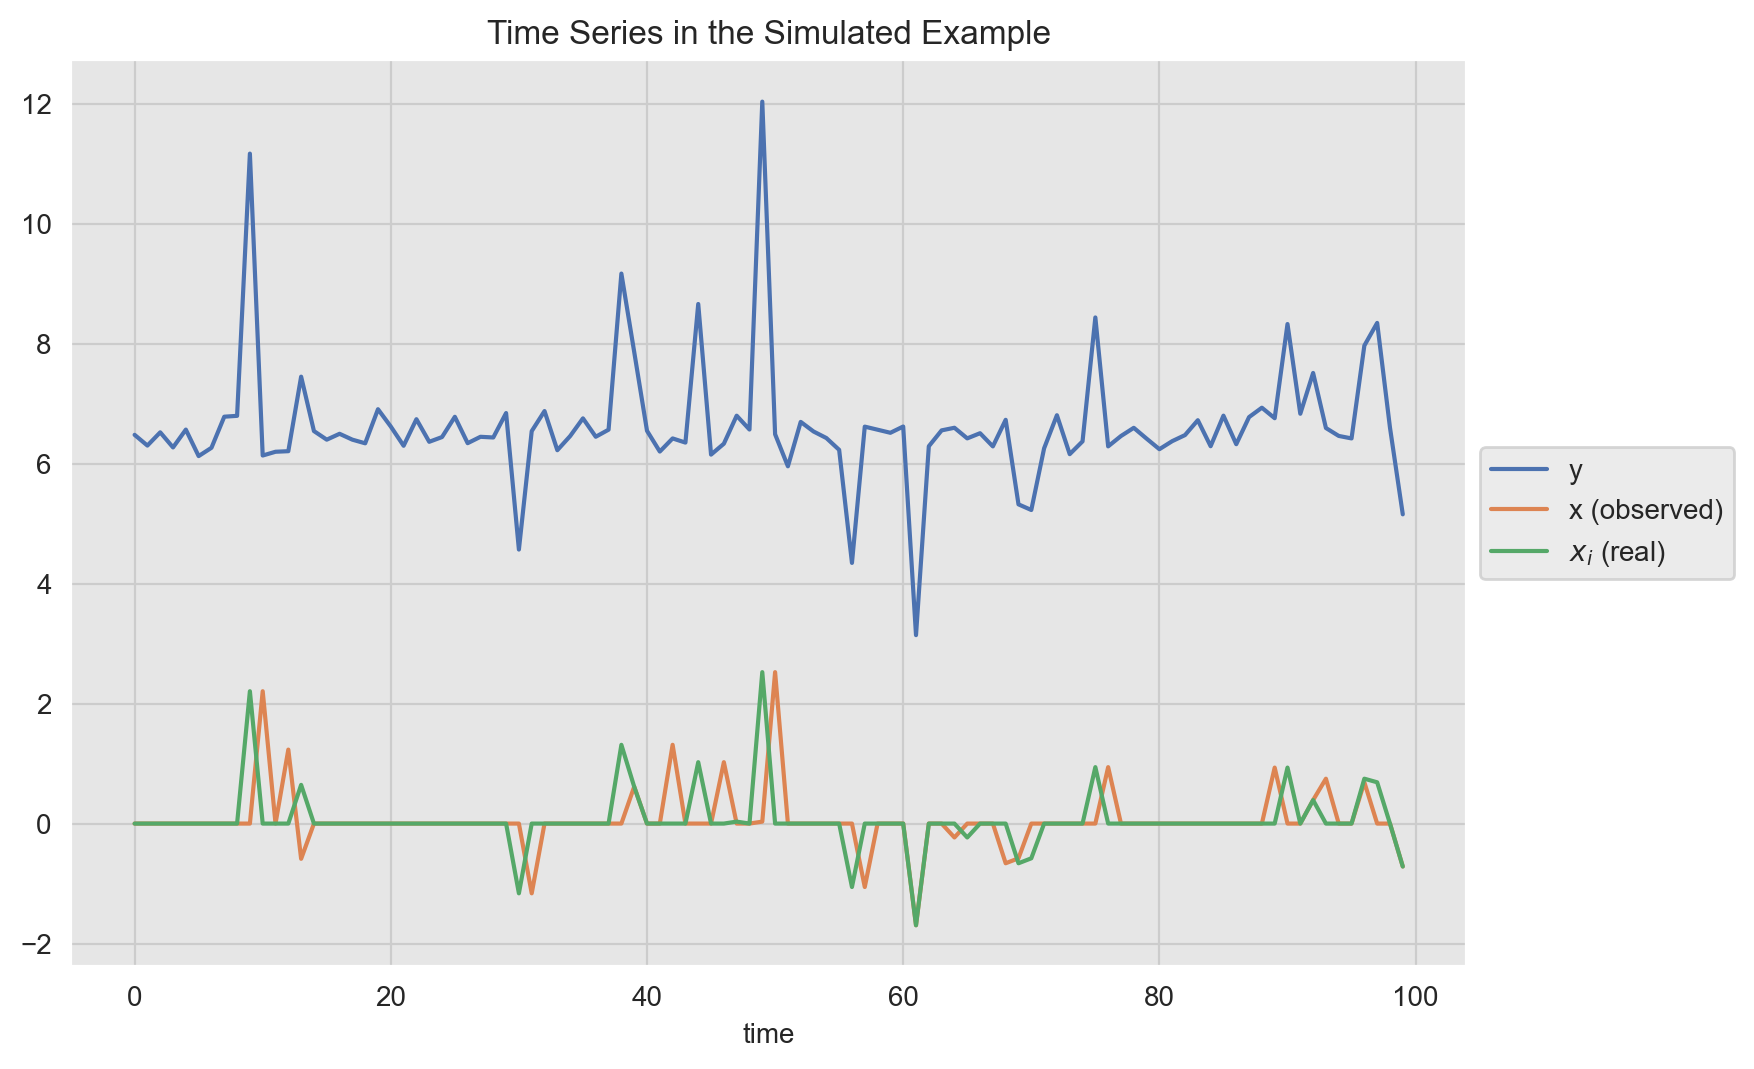 Time Series in the Simulated Example
12
10
8
6
4
2
0
−2
0 20 40 60 80 100
time
y
x (observed)
x_i (real)